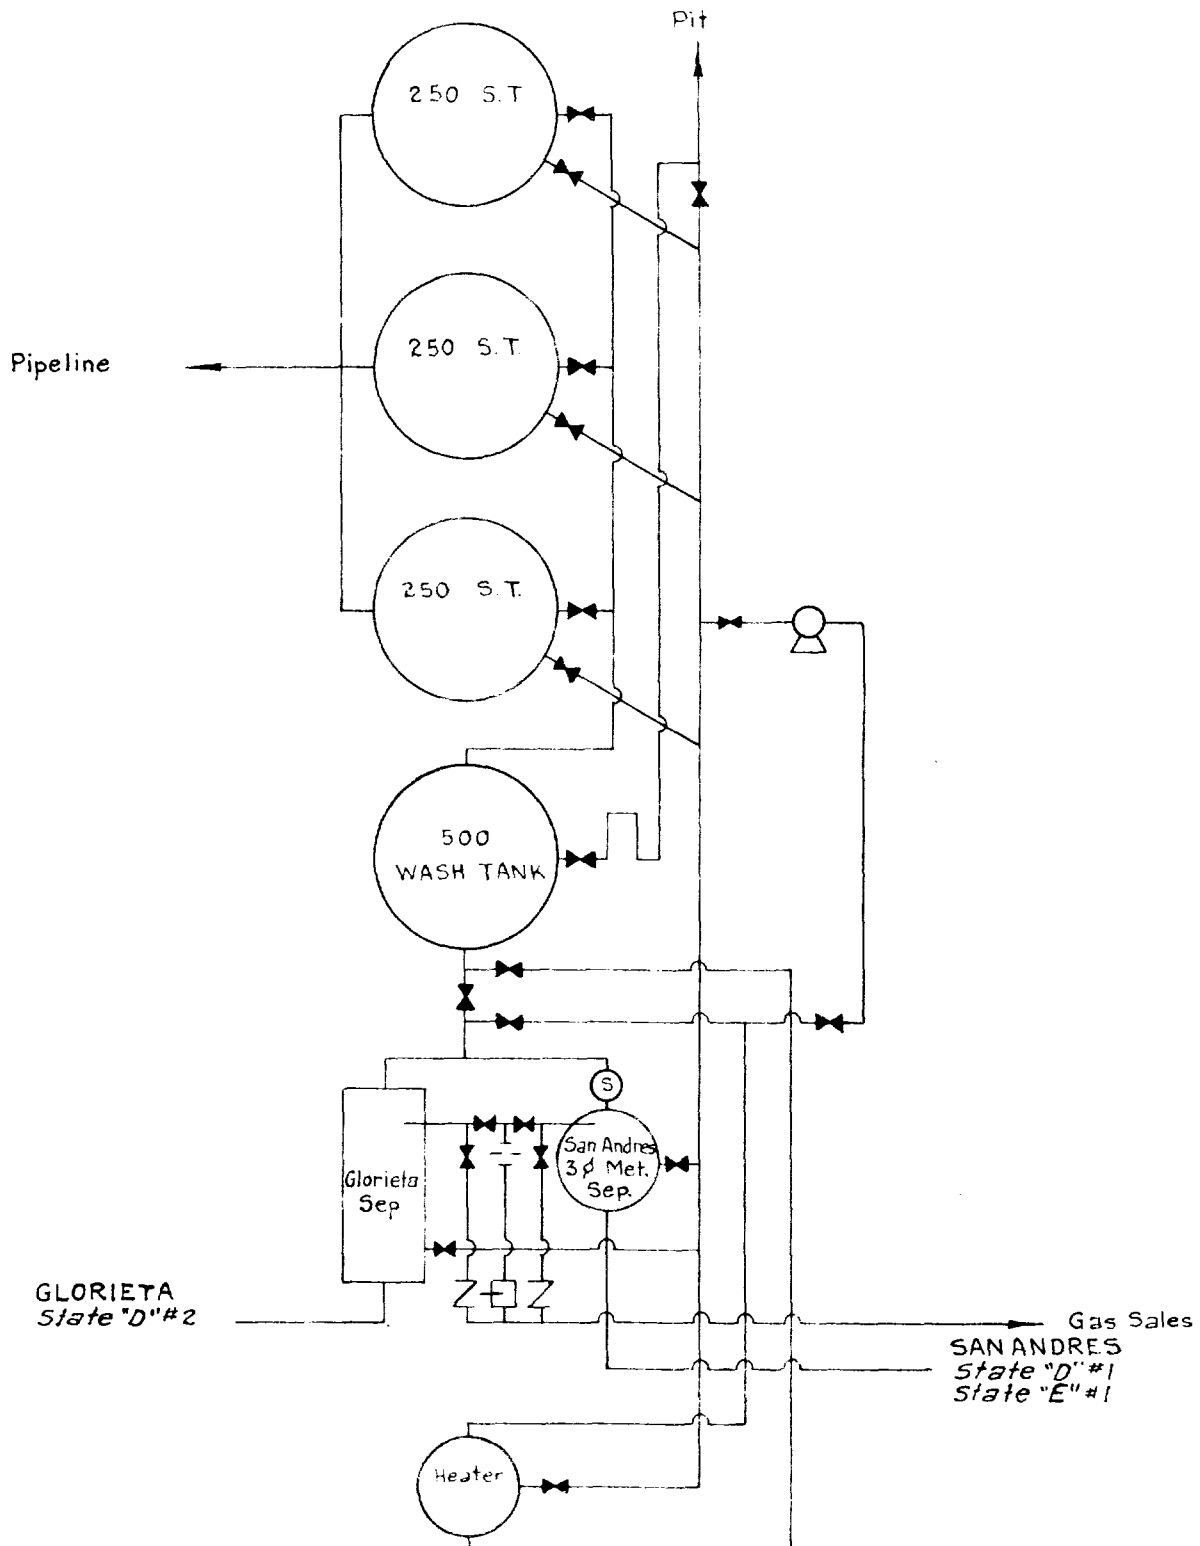 Pit
250 S.T
250 S.T.
Pipeline
250 S.T.
500
WASH TANK
S
San Andres
3φ Met.
Sep.
Glorieta
Sep
GLORIETA
State "D" #2
Gas Sales
SAN ANDRES
State "D" #1
State "E" #1
Heater